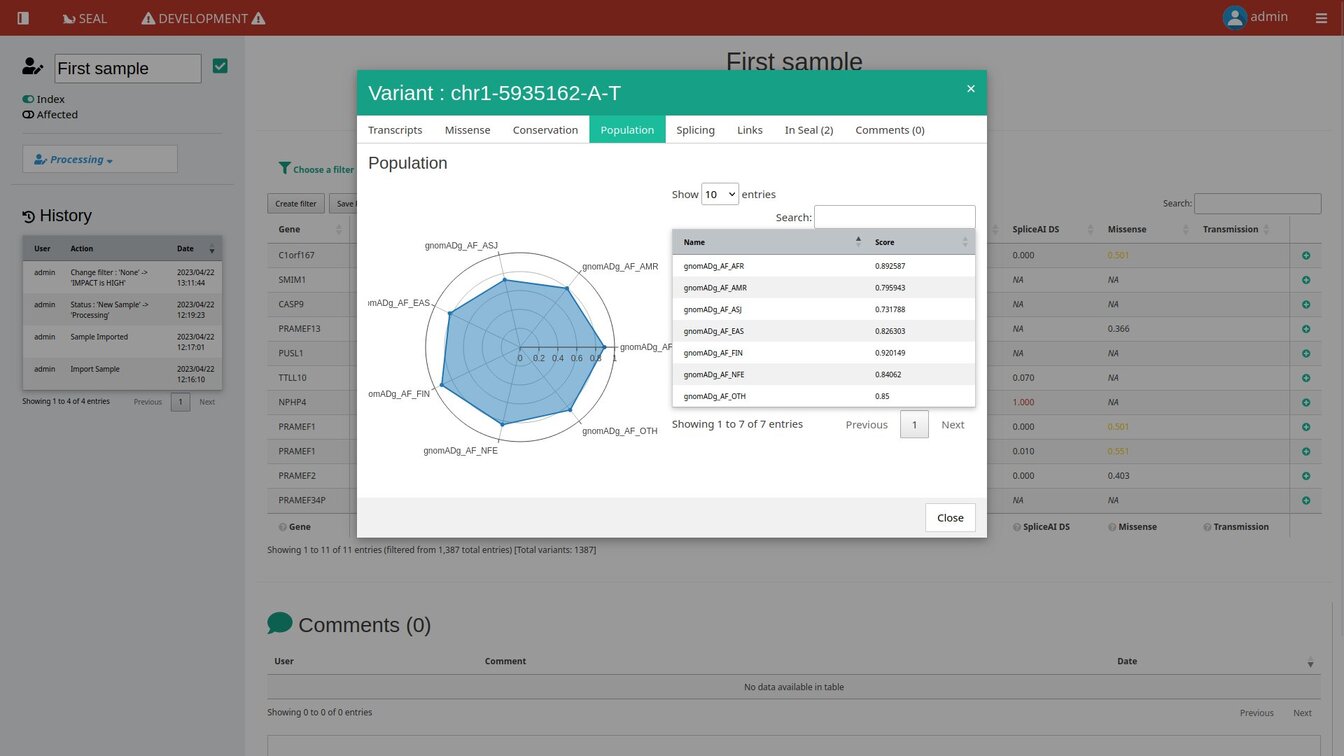 SEAL
DEVELOPMENT
admin
First sample
Index
Affected
Processing
History
User Action Date
admin Change filter : 'None' -> 'IMPACT is HIGH' 2023/04/22 13:11:44
admin Status : 'New Sample' -> 'Processing' 2023/04/22 12:19:23
admin Sample Imported 2023/04/22 12:17:01
admin Import Sample 2023/04/22 12:16:10
Showing 1 to 4 of 4 entries Previous 1 Next
First sample
Choose a filter
Create filter Save
Search:
Gene SpliceAI DS Missense Transmission
C1orf167 0.000 0.501
SMIM1 NA NA
CASP9 NA NA
PRAMEF13 NA 0.366
PUSL1 NA NA
TTLL10 0.070 NA
NPHP4 1.000 NA
PRAMEF1 0.000 0.501
PRAMEF1 0.010 0.551
PRAMEF2 0.000 0.403
PRAMEF34P NA NA
Gene SpliceAI DS Missense Transmission
Showing 1 to 11 of 11 entries (filtered from 1,387 total entries) [Total variants: 1387]
Variant : chr1-5935162-A-T
×
Transcripts Missense Conservation Population Splicing Links In Seal (2) Comments (0)
Population
gnomADg_AF_ASJ
gnomADg_AF_AMR
omADg_AF_EAS
gnomADg_AF
0 0.2 0.4 0.6 0.8 1
omADg_AF_FIN
gnomADg_AF_OTH
gnomADg_AF_NFE
Show 10 entries
Search:
Name Score
gnomADg_AF_AFR 0.892587
gnomADg_AF_AMR 0.795943
gnomADg_AF_ASJ 0.731788
gnomADg_AF_EAS 0.826303
gnomADg_AF_FIN 0.920149
gnomADg_AF_NFE 0.84062
gnomADg_AF_OTH 0.85
Showing 1 to 7 of 7 entries Previous 1 Next
Close
Comments (0)
User Comment Date
No data available in table
Showing 0 to 0 of 0 entries Previous Next